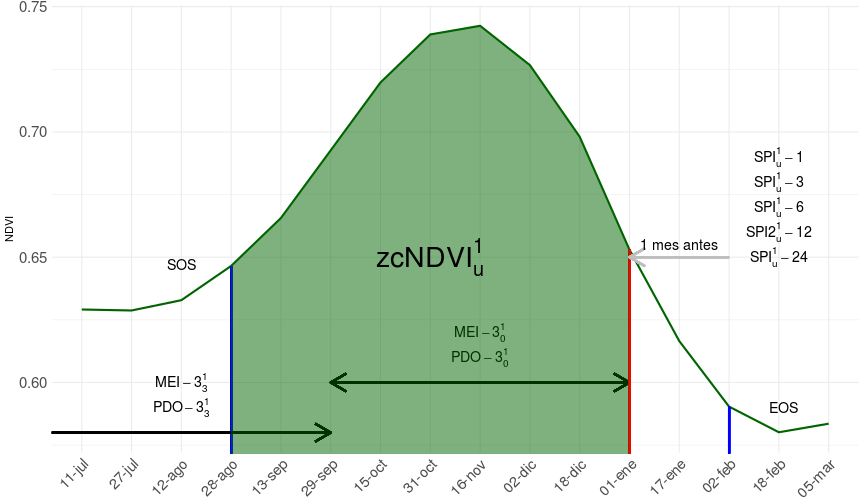 0.75
0.70
0.65
0.60
NDVI
SOS
zcNDVI¹ᵤ
1 mes antes
SPI¹ᵤ – 1
SPI¹ᵤ – 3
SPI¹ᵤ – 6
SPI2¹ᵤ – 12
SPI¹ᵤ – 24
MEI – 3¹₀
PDO – 3¹₀
MEI – 3¹₃
PDO – 3¹₃
EOS
11-jul
27-jul
12-ago
28-ago
13-sep
29-sep
15-oct
31-oct
16-nov
02-dic
18-dic
01-ene
17-ene
02-feb
18-feb
05-mar